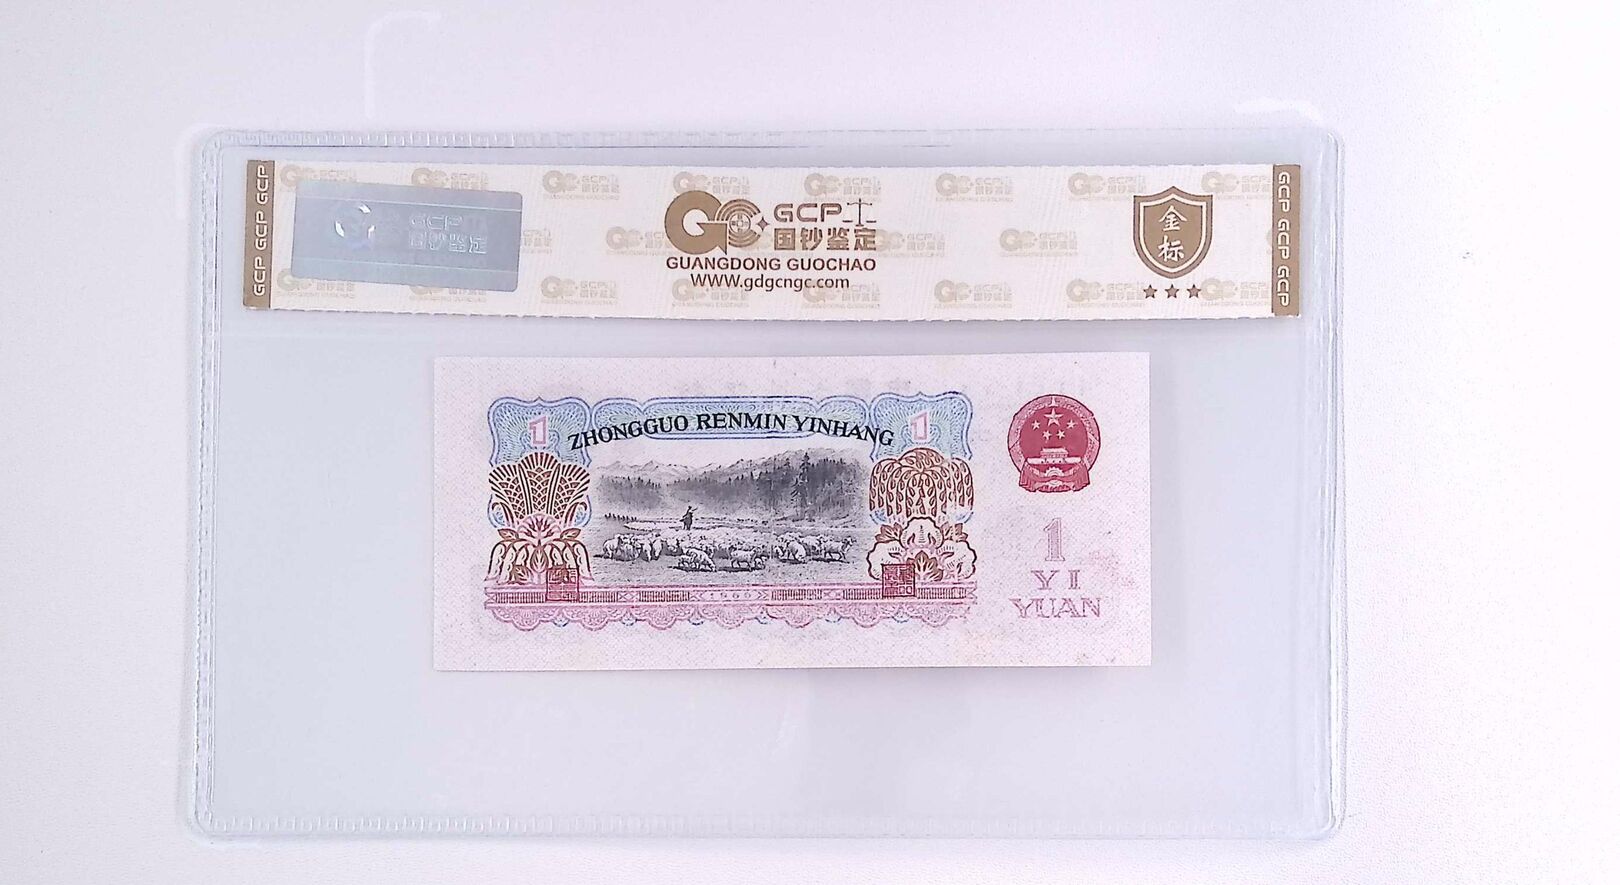 GCP GCP GCP
GCP
国钞鉴定
GCP
国钞鉴定
GUANGDONG GUOCHAO
www.gdgcngc.com
金标
GCP GCP GCP
1
ZHONGGUO RENMIN YINHANG
1
1960
1
YI
YUAN